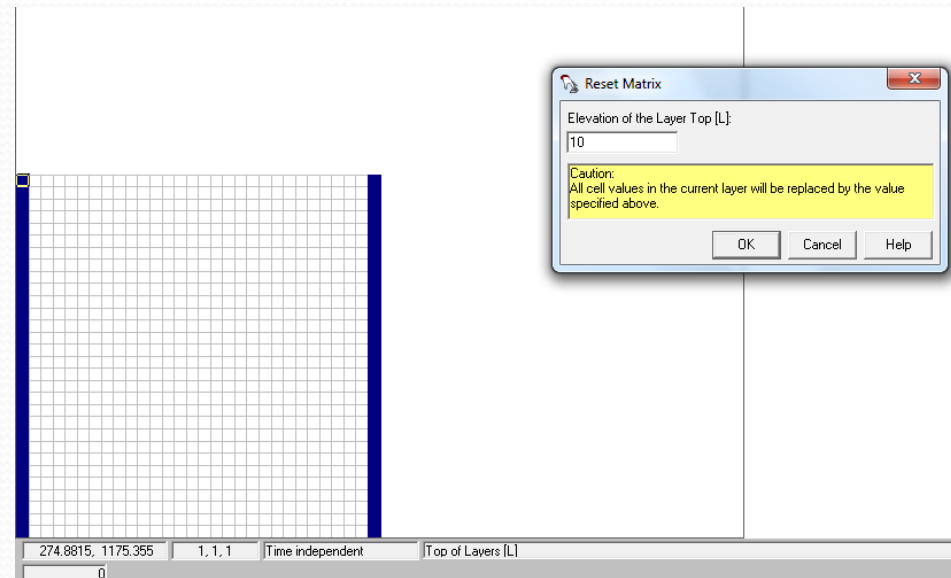 Reset Matrix
Elevation of the Layer Top [L]:
10
Caution:
All cell values in the current layer will be replaced by the value
specified above.
OK Cancel Help
274.8815, 1175.355 1, 1, 1 Time independent Top of Layers [L]
0